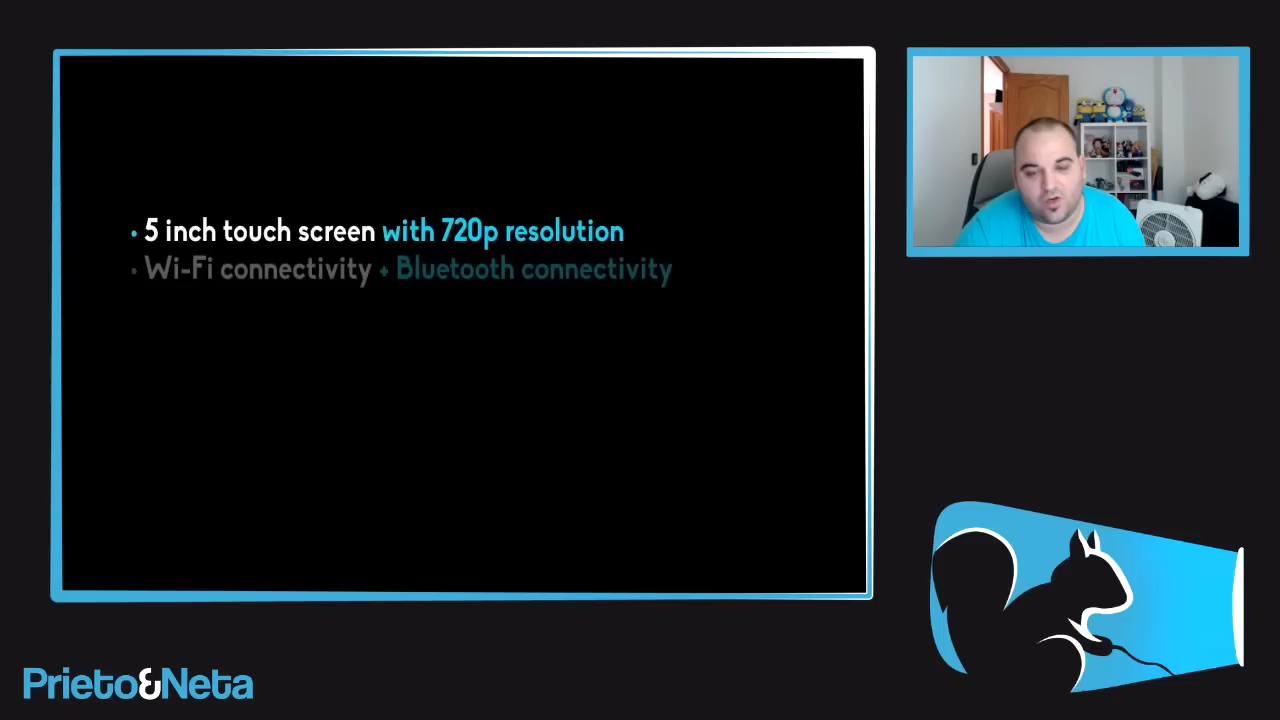 • 5 inch touch screen with 720p resolution
• Wi-Fi connectivity + Bluetooth connectivity
Prieto&Neta